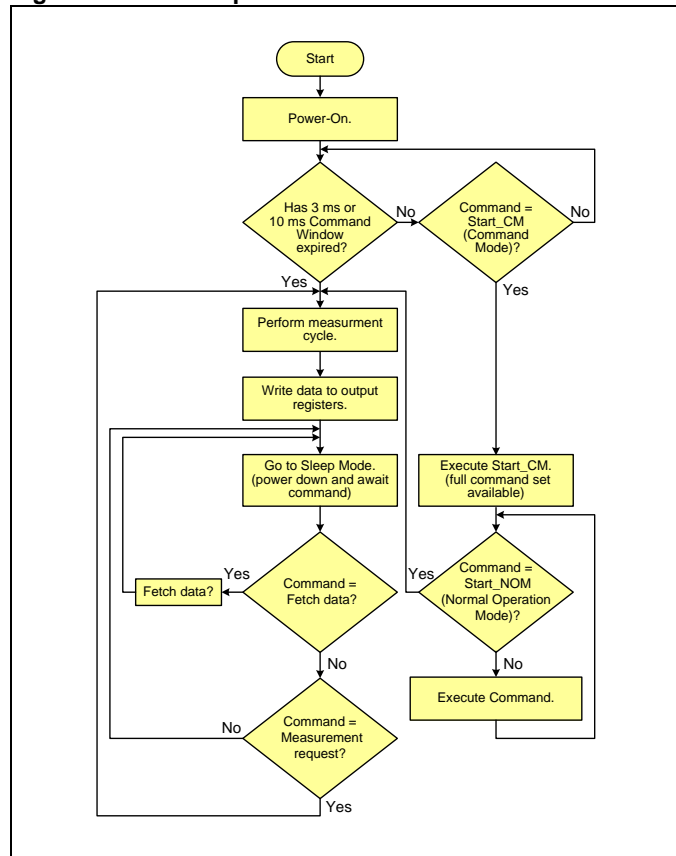 Start
Power-On.
Has 3 ms or
10 ms Command
Window
expired?
No
Command =
Start_CM
(Command
Mode)?
No
Yes
Yes
Perform measurment
cycle.
Write data to output
registers.
Go to Sleep Mode.
(power down and await
command)
Execute Start_CM.
(full command set
available)
Fetch data?
Yes
Command =
Fetch data?
Yes
Command =
Start_NOM
(Normal Operation
Mode)?
No
No
Execute Command.
No
Command =
Measurement
request?
Yes